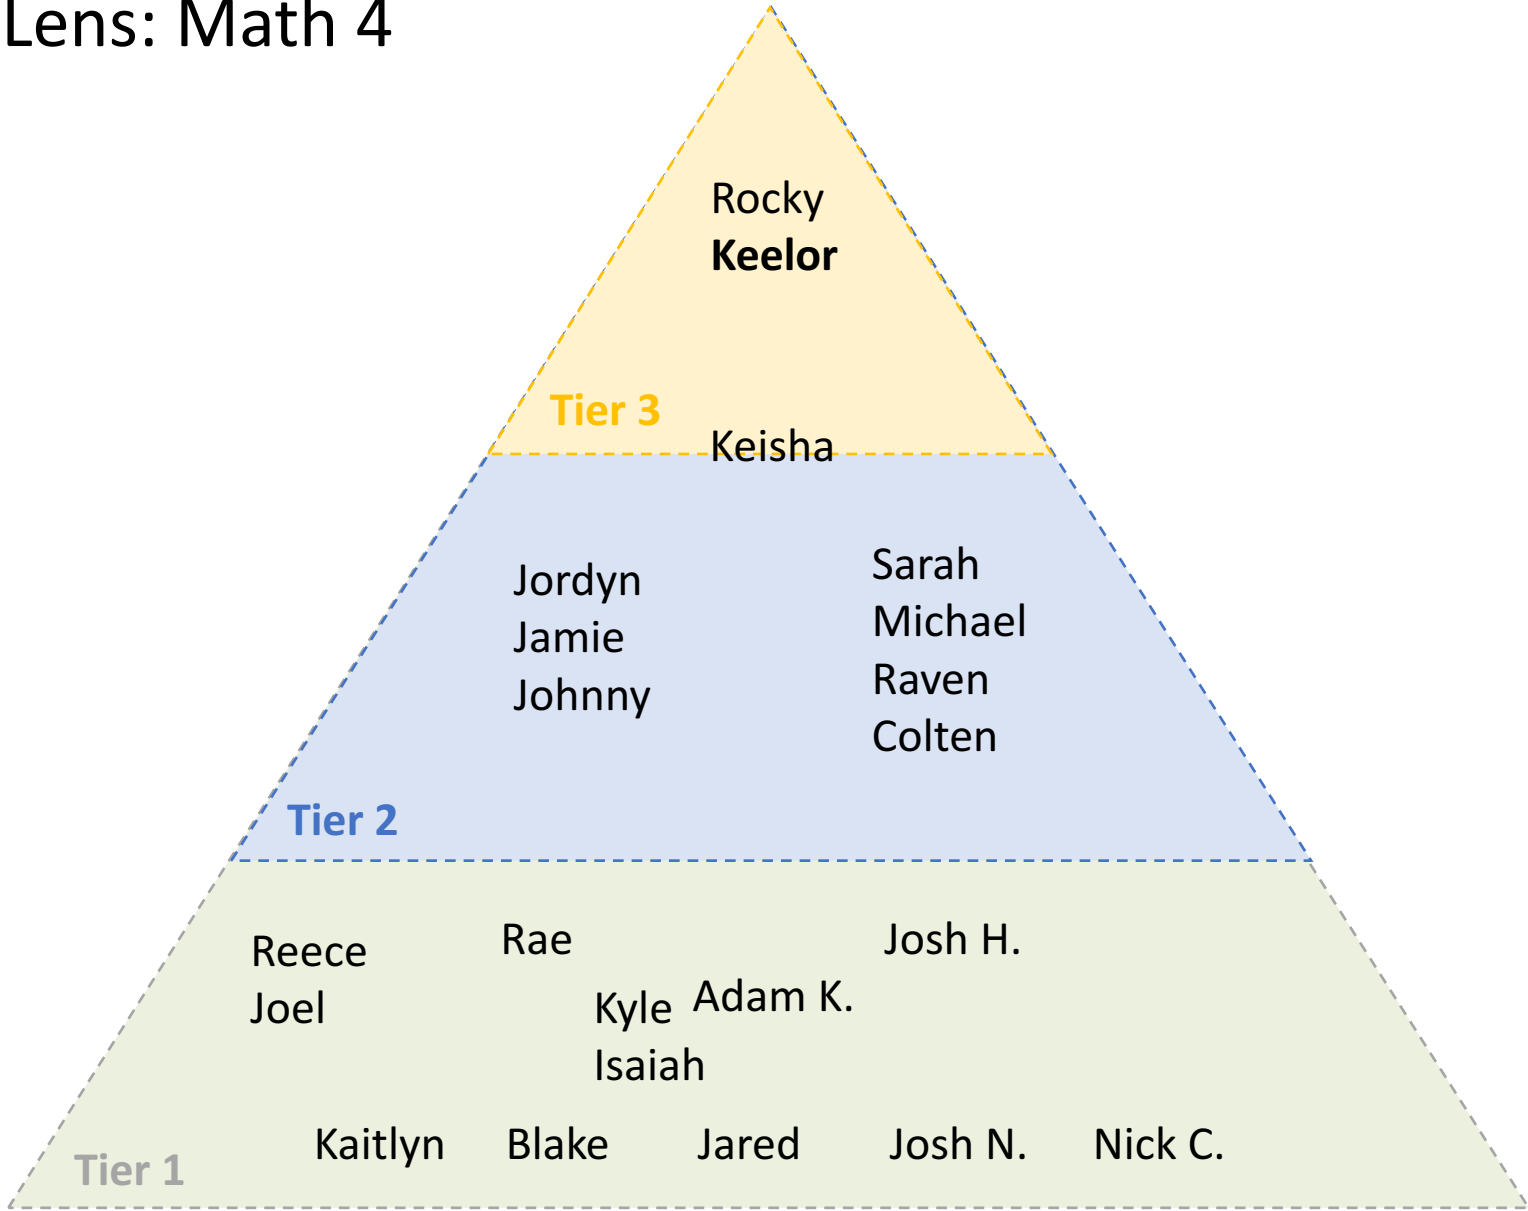 Lens: Math 4
Rocky
Keelor
Tier 3
Keisha
Jordyn
Jamie
Johnny
Sarah
Michael
Raven
Colten
Tier 2
Reece
Joel
Rae
Kyle
Isaiah
Adam K.
Josh H.
Kaitlyn
Blake
Jared
Josh N.
Nick C.
Tier 1